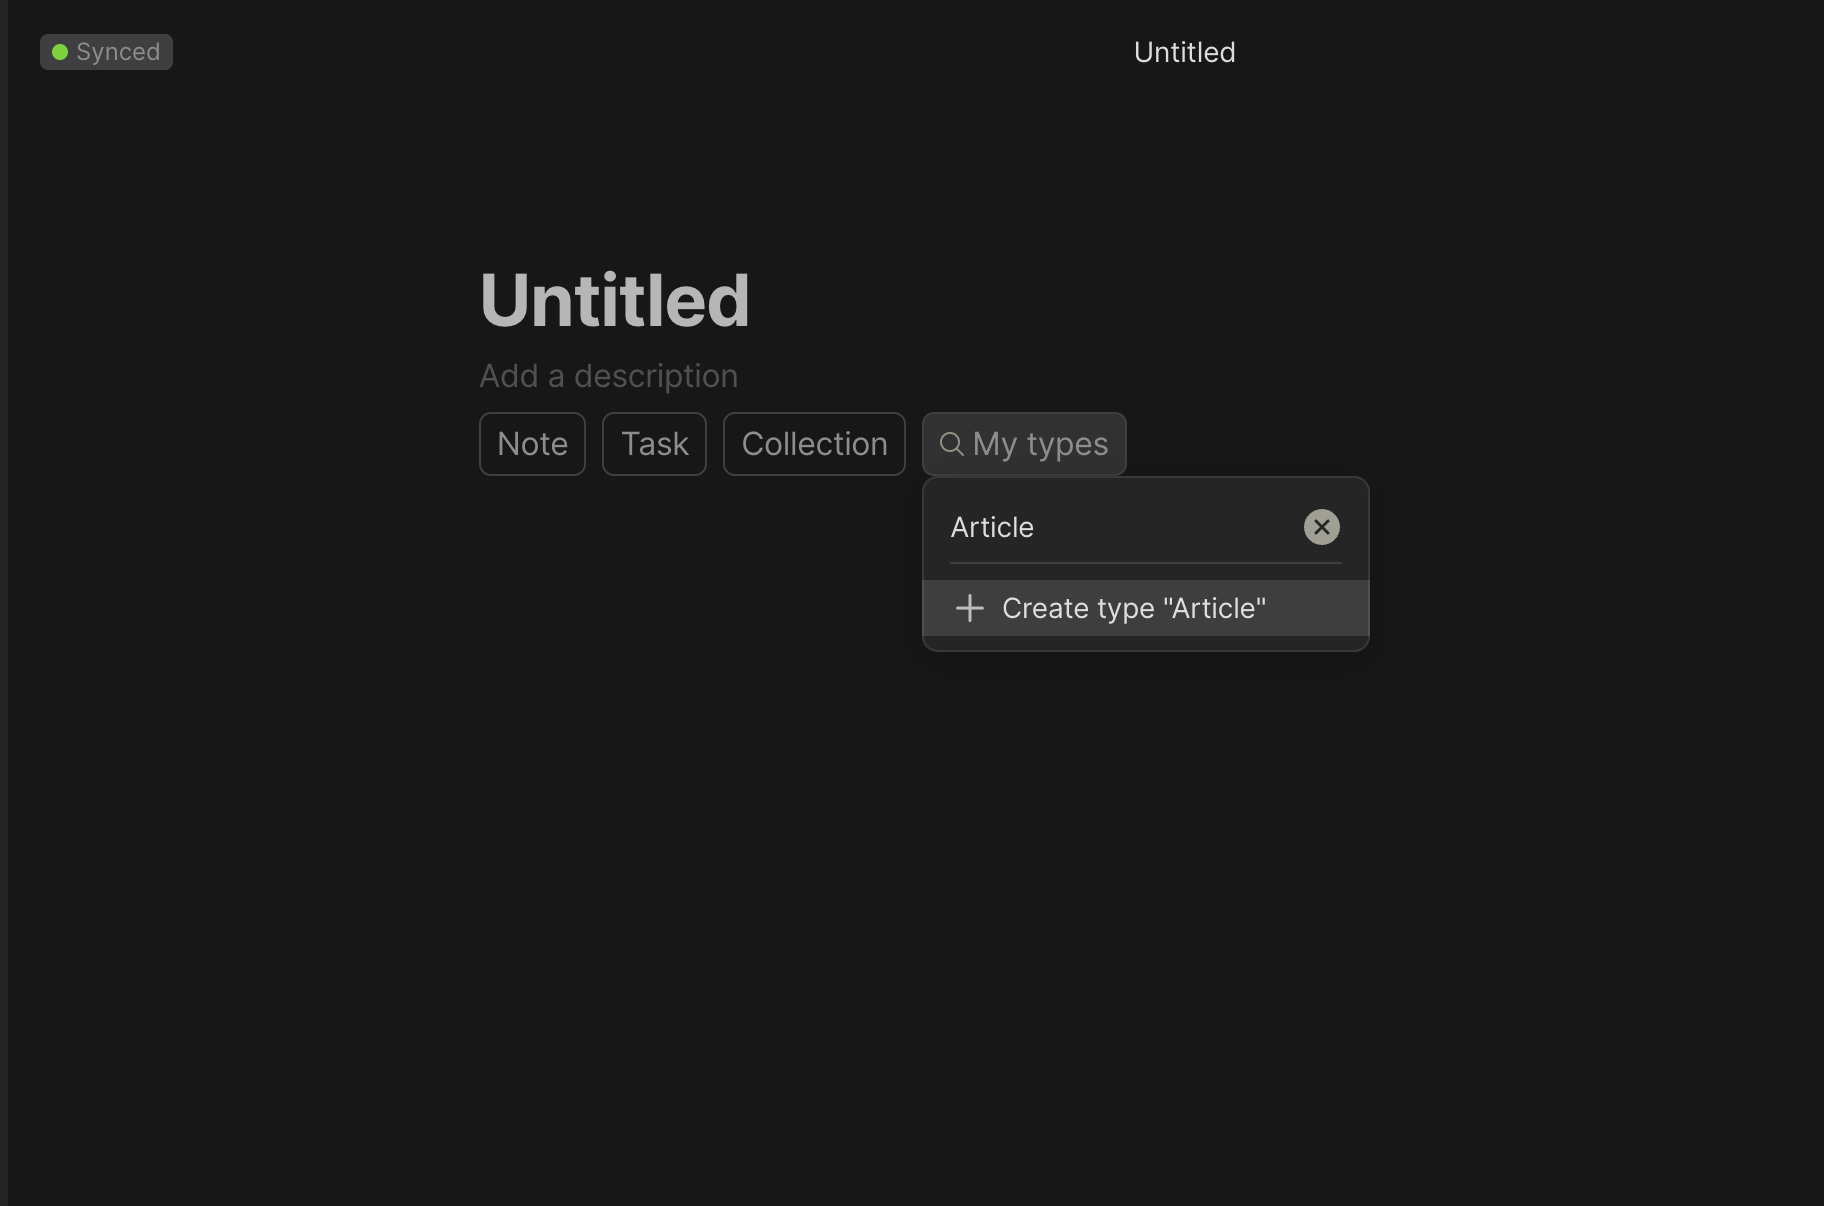 Synced
Untitled
Untitled
Add a description
Note Task Collection My types
Article
Create type "Article"